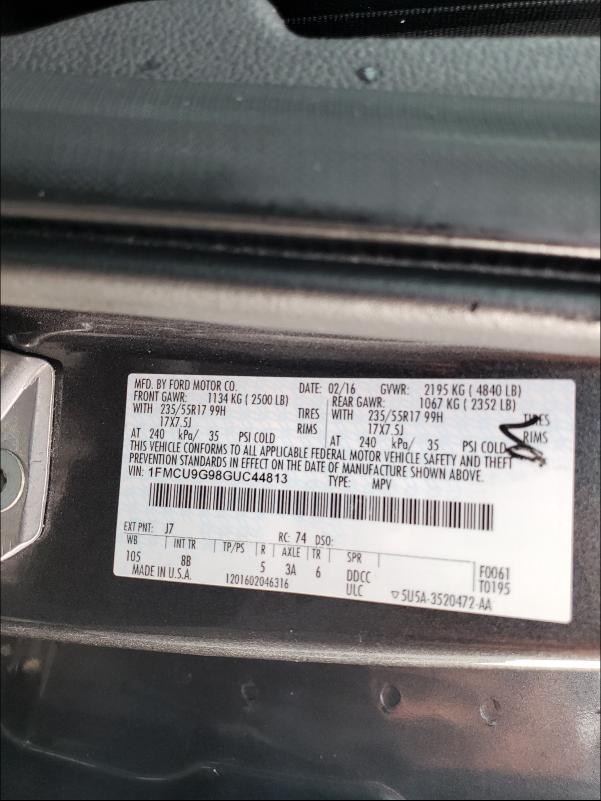 MFD. BY FORD MOTOR CO. DATE: 02/16 GVWR: 2195 KG ( 4840 LB)
FRONT GAWR: 1134 KG ( 2500 LB) REAR GAWR: 1067 KG ( 2352 LB)
WITH 235/55R17 99H TIRES WITH 235/55R17 99H TIRES
17X7.5J RIMS 17X7.5J RIMS
AT 240 kPa/ 35 PSI COLD AT 240 kPa/ 35 PSI COLD
THIS VEHICLE CONFORMS TO ALL APPLICABLE FEDERAL MOTOR VEHICLE SAFETY AND THEFT
PREVENTION STANDARDS IN EFFECT ON THE DATE OF MANUFACTURE SHOWN ABOVE.
VIN: 1FMCU9G98GUC44813 TYPE: MPV
EXT PNT: J7 RC: 74 DSO:
WB INT TR TP/PS R AXLE TR SPR
105 8B 5 3A 6 DDCC F0061
MADE IN U.S.A. 1201602046316 ULC T0195
5U5A-3520472-AA